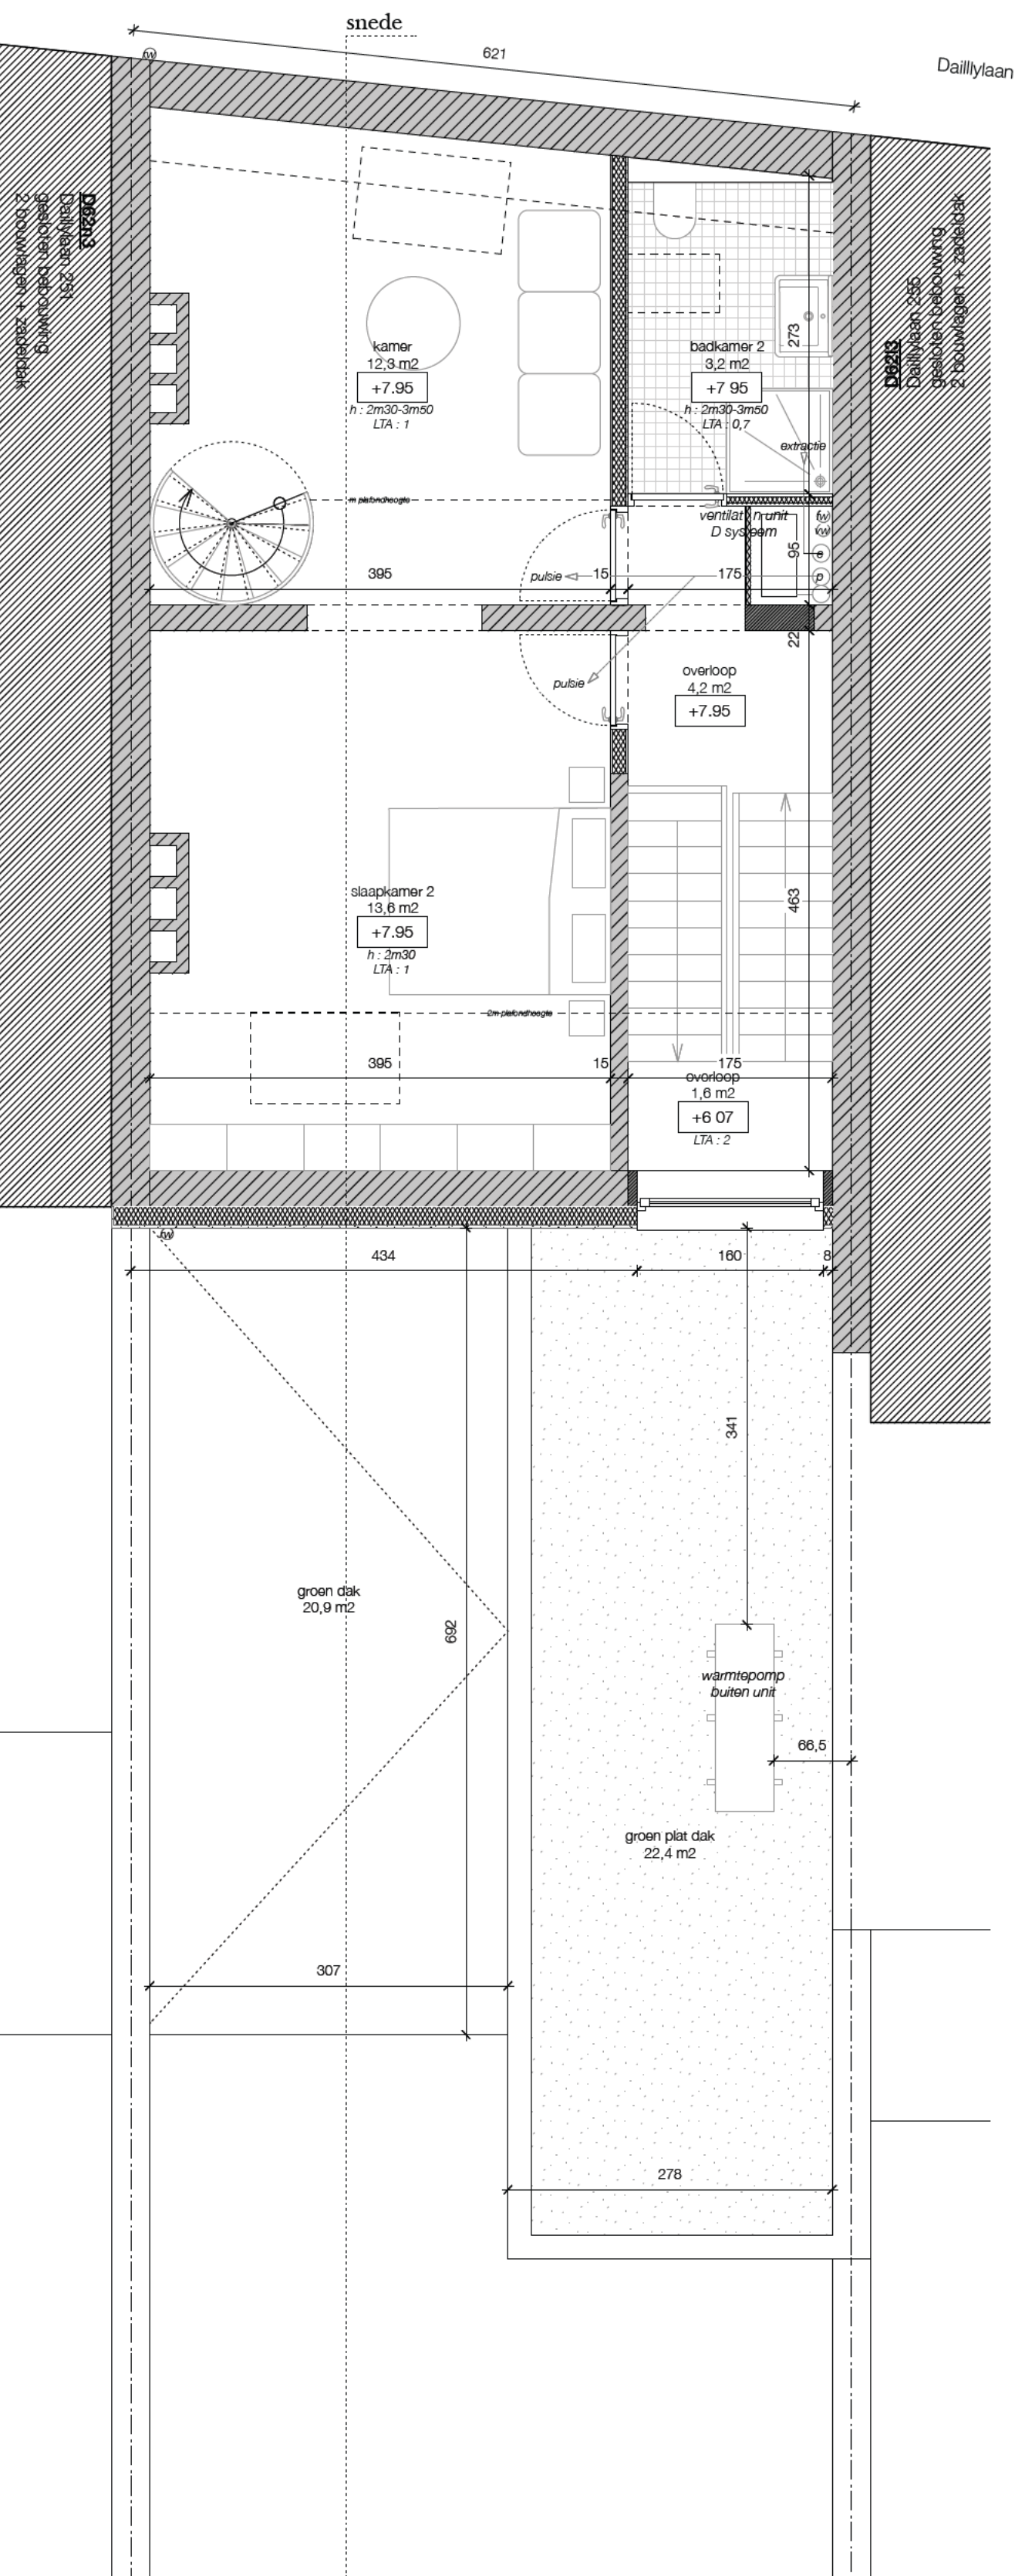 snede
621
Dailllylaan
fw
D62n3
Daillylaan 251
gesloten bebouwing
2 bouwlagen + zadeldak
D62l3
Daillylaan 255
gesloten bebouwing
2 bouwlagen + zadeldak
kamer
12,3 m2
+7.95
h : 2m30-3m50
LTA : 1
badkamer 2
3,2 m2
+7 95
h : 2m30-3m50
LTA : 0,7
273
extractie
m plafondhoogte
ventilat n unit
D systeem
fw
vw
e
p
95
395
pulsie
15
175
22
pulsie
overloop
4,2 m2
+7.95
slaapkamer 2
13,6 m2
+7.95
h : 2m30
LTA : 1
463
2m plafondhoogte
395
15
175
overloop
1,6 m2
+6 07
LTA : 2
fw
434
160
8
341
groen dak
20,9 m2
692
warmtepomp
buiten unit
66,5
groen plat dak
22,4 m2
307
278